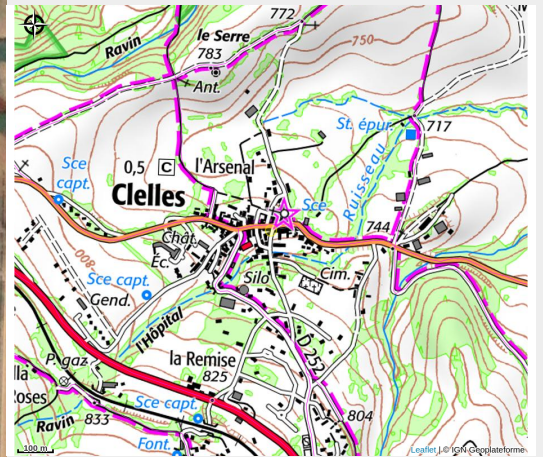 772
le Serre
Ravin
783
750
Ant.
St. épur.
717
Sce
capt.
0,5 C l'Arsenal
Ruisseau
Clelles
Sce
744
Chât.
Éc.
800
Silo
Cim.
Sce capt.
Gend.
l'Hôpital
D 252
P. gaz
la Remise
825
lla
Roses
Sce capt.
804
833
Ravin
Font.
100 m
Leaflet | © IGN Geoplateforme